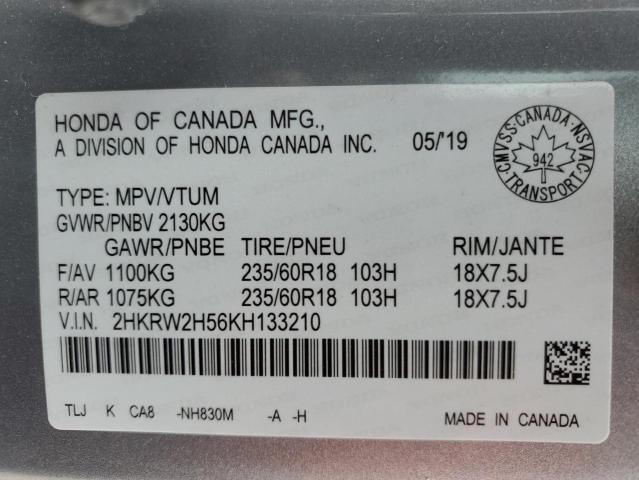 HONDA OF CANADA MFG.,
A DIVISION OF HONDA CANADA INC. 05/'19
CMVSS·CANADA·NSVAC·TRANSPORT·
942
TYPE: MPV/VTUM
GVWR/PNBV 2130KG
GAWR/PNBE TIRE/PNEU RIM/JANTE
F/AV 1100KG 235/60R18 103H 18X7.5J
R/AR 1075KG 235/60R18 103H 18X7.5J
V.I.N. 2HKRW2H56KH133210
TLJ K CA8 -NH830M -A -H
MADE IN CANADA